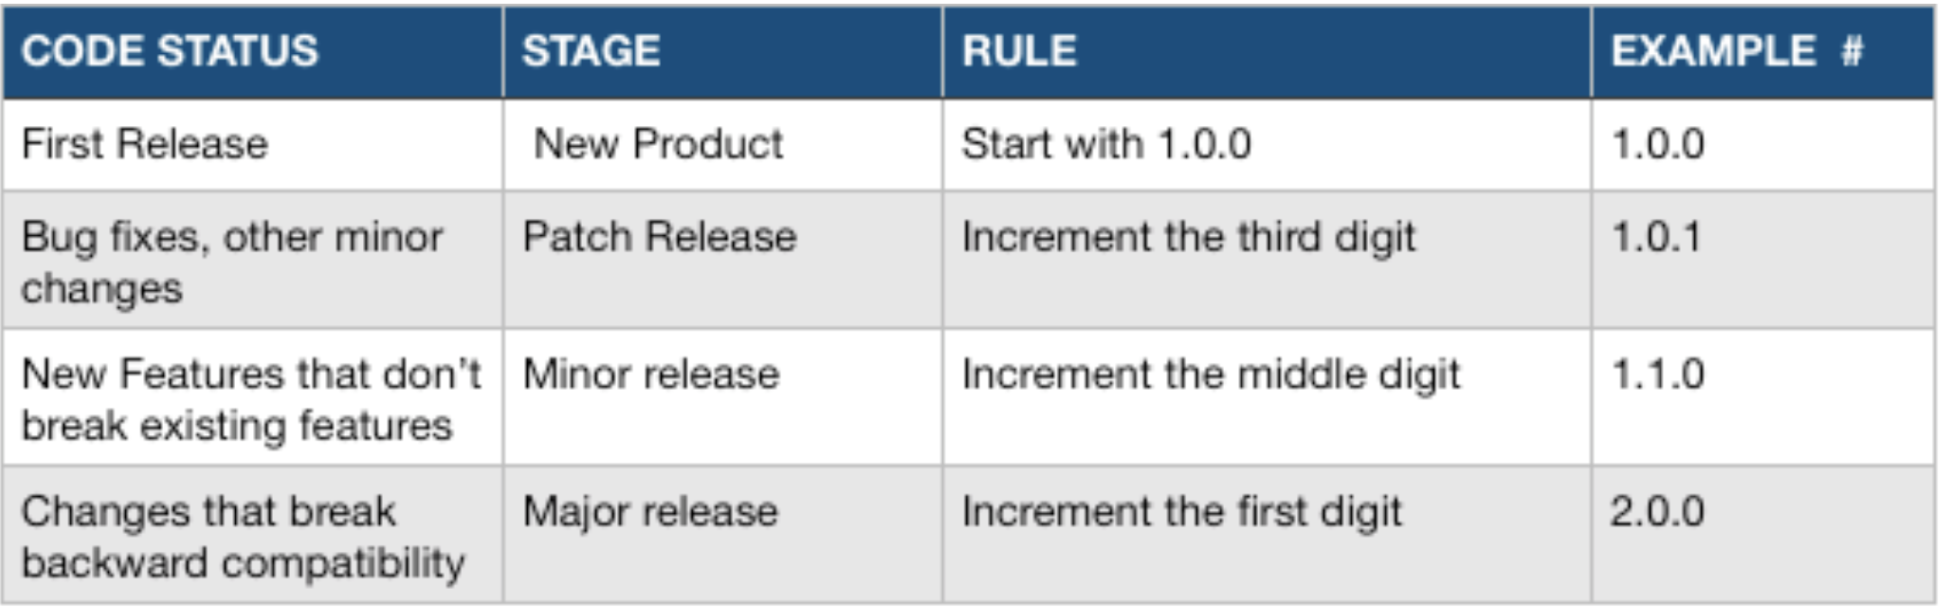 CODE STATUS STAGE RULE EXAMPLE #
First Release New Product Start with 1.0.0 1.0.0
Bug fixes, other minor Patch Release Increment the third digit 1.0.1
changes
New Features that don’t Minor release Increment the middle digit 1.1.0
break existing features
Changes that break Major release Increment the first digit 2.0.0
backward compatibility